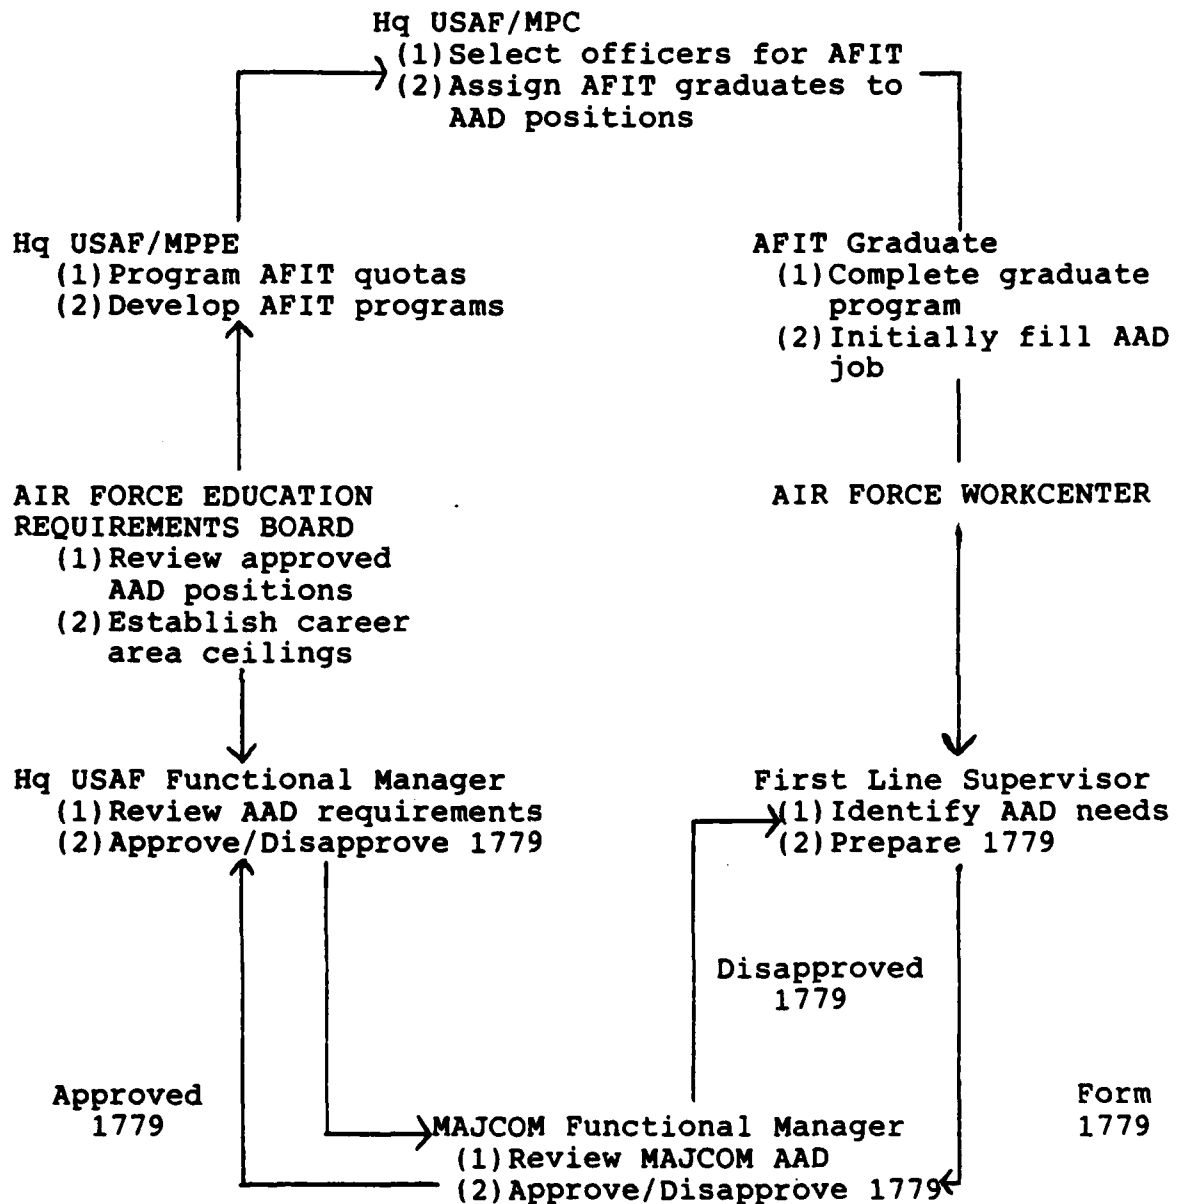 Hq USAF/MPC
(1)Select officers for AFIT
(2)Assign AFIT graduates to
AAD positions
Hq USAF/MPPE
(1)Program AFIT quotas
(2)Develop AFIT programs
AFIT Graduate
(1)Complete graduate
program
(2)Initially fill AAD
job
AIR FORCE EDUCATION
REQUIREMENTS BOARD
(1)Review approved
AAD positions
(2)Establish career
area ceilings
AIR FORCE WORKCENTER
Hq USAF Functional Manager
(1)Review AAD requirements
(2)Approve/Disapprove 1779
First Line Supervisor
(1)Identify AAD needs
(2)Prepare 1779
Disapproved
1779
Approved
1779
Form
1779
MAJCOM Functional Manager
(1)Review MAJCOM AAD
(2)Approve/Disapprove 1779